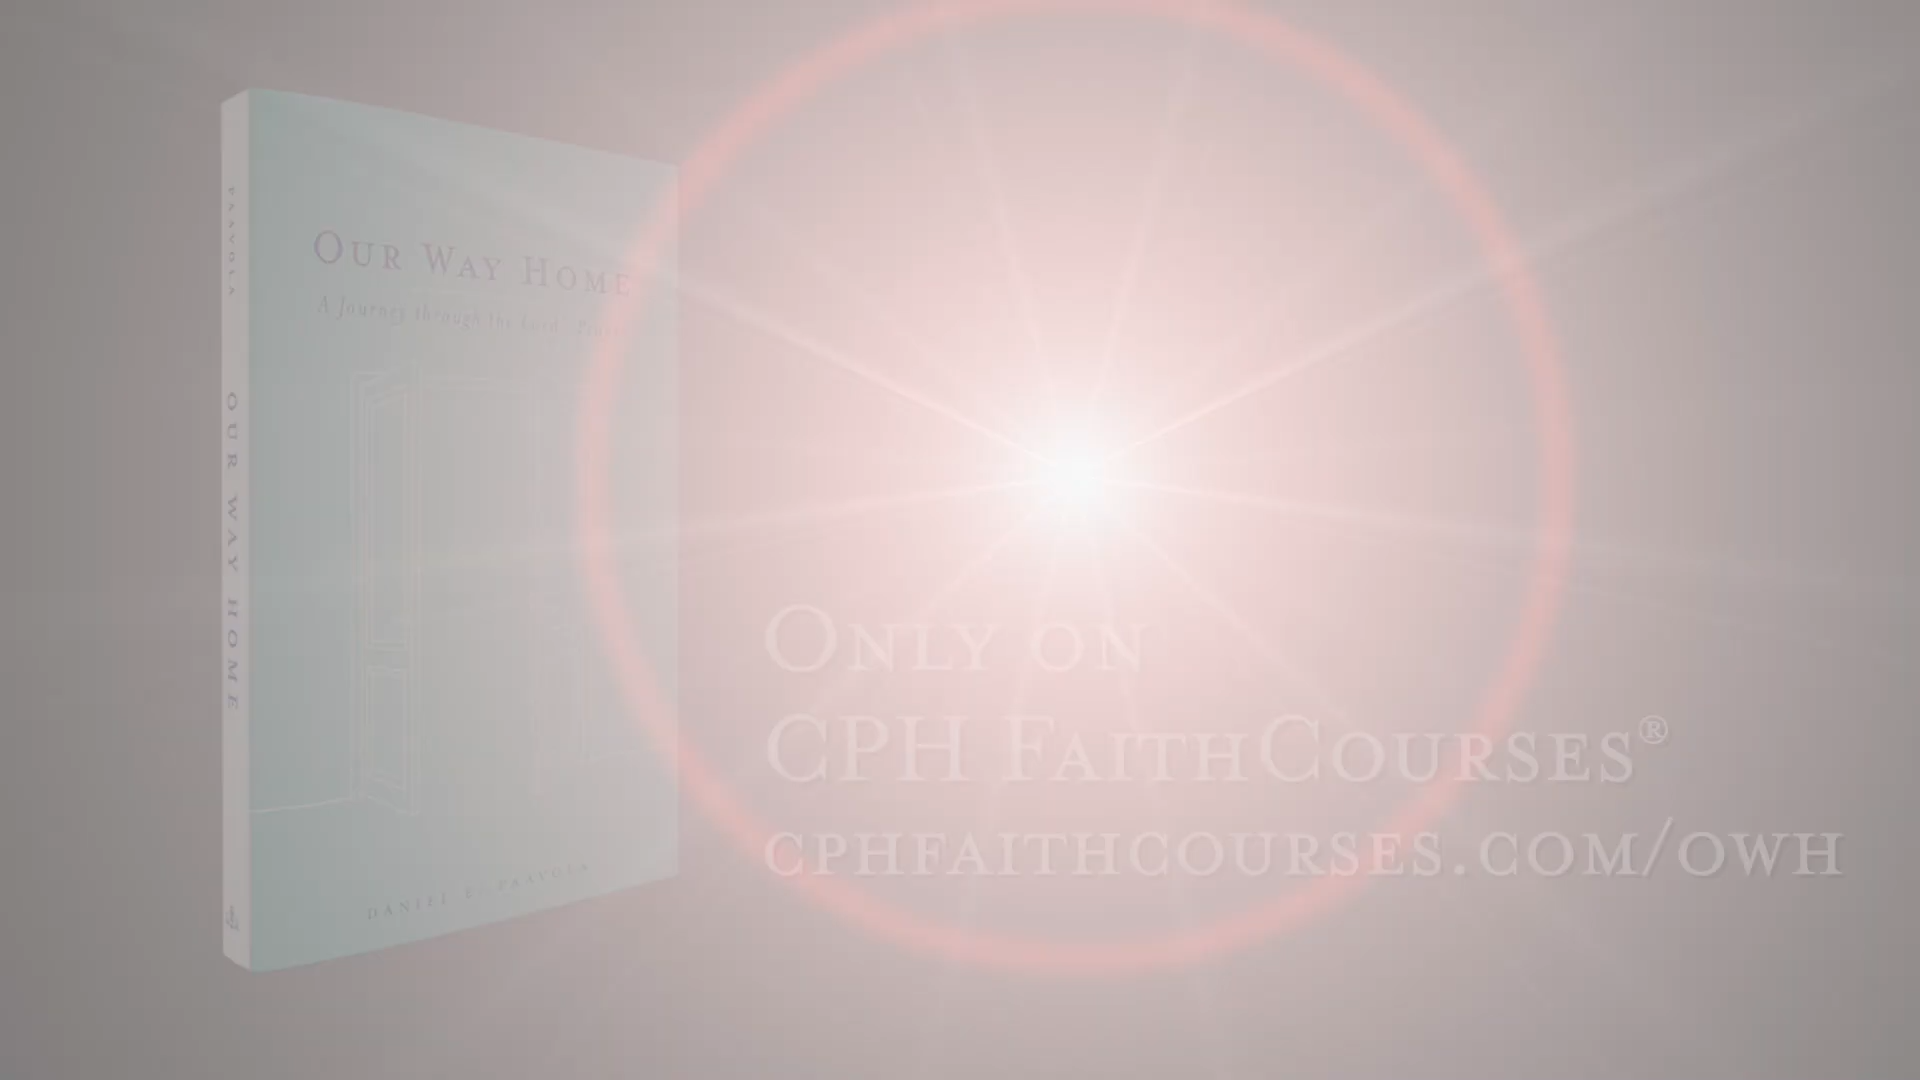 PAAVOLA OUR WAY HOME
OUR WAY HOME
A Journey through the Lord's
DANIEL E. PAAVOLA
ONLY ON
CPH FAITHCOURSES®
CPHFAITHCOURSES.COM/OWH